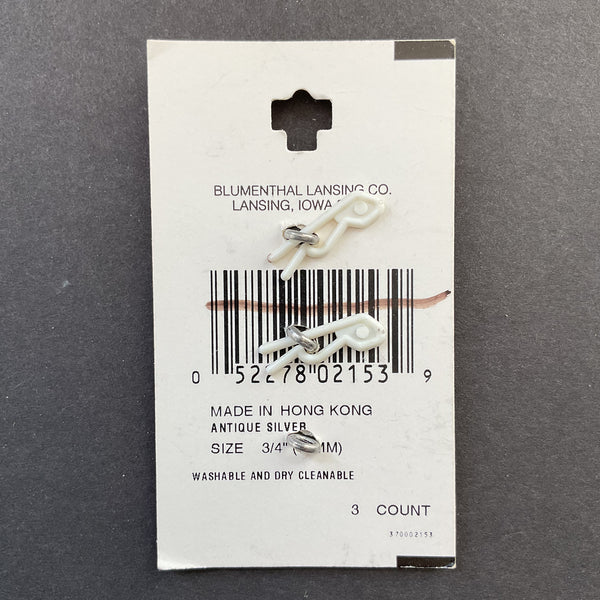 BLUMENTHAL LANSING CO.
LANSING, IOWA
0 52278 02153 9
MADE IN HONG KONG
ANTIQUE SILVER
SIZE 3/4" ( MM)
WASHABLE AND DRY CLEANABLE
3 COUNT
370002153